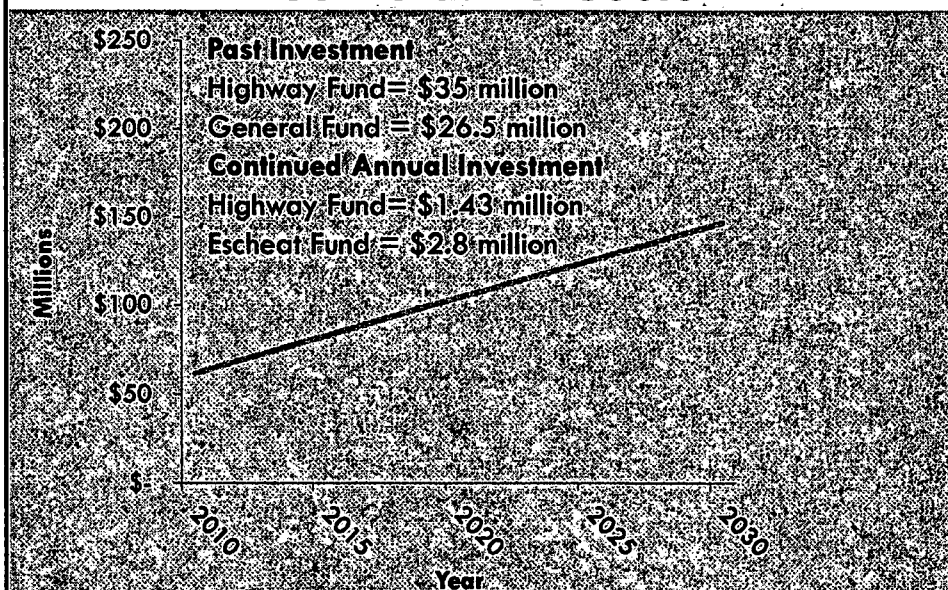 $250
Past Investment
Highway Fund= $35 million
$200
General Fund = $26.5 million
Continued Annual Investment
$150
Highway Fund= $1.43 million
Escheat Fund = $2.8 million
Millions
$100
$50
$-
2010
2015
2020
2025
2030
Year